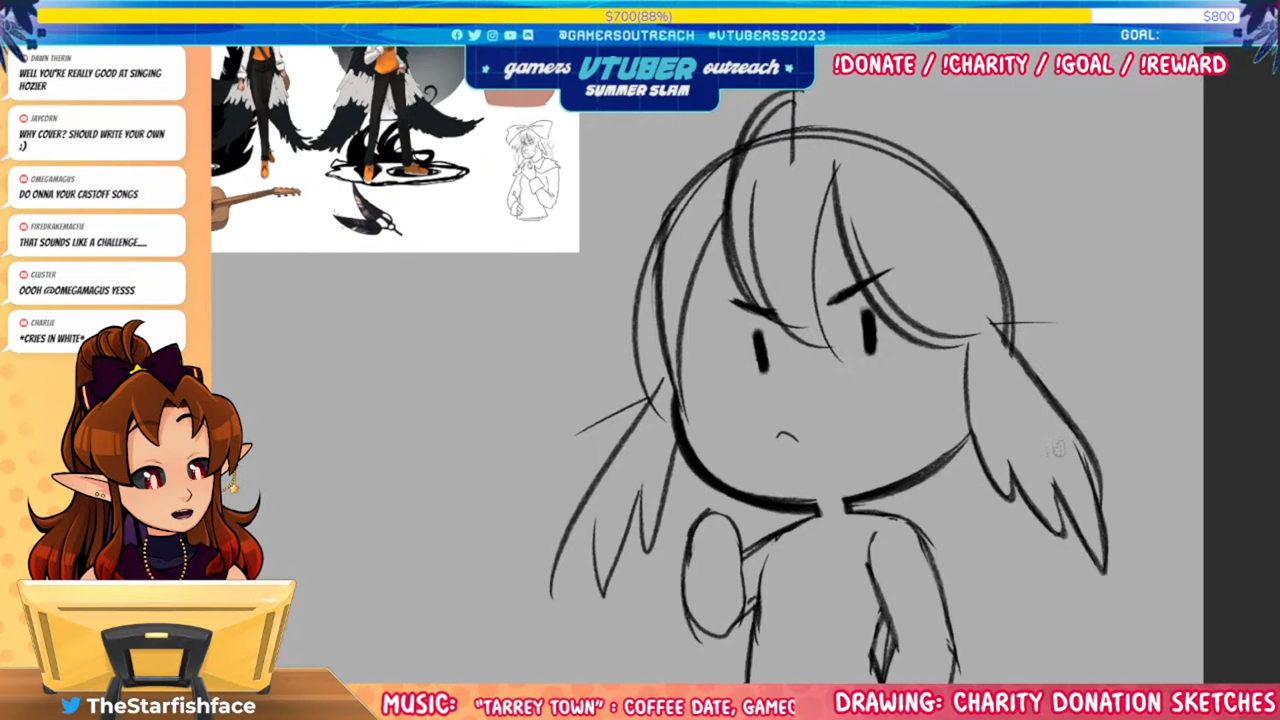 $700(88%)
$800
@GAMERSOUTREACH #VTUBERSS2023
GOAL:
gamers VTUBER outreach
SUMMER SLAM
!DONATE / !CHARITY / !GOAL / !REWARD
DAWN THERIN
WELL YOU'RE REALLY GOOD AT SINGING
HOZIER
JAYCORN
WHY COVER? SHOULD WRITE YOUR OWN
;)
OMEGAMAGUS
DO ONNA YOUR CASTOFF SONGS
FIREDRAKEMACFIE
THAT SOUNDS LIKE A CHALLENGE....
CLUSTER
OOOH @OMEGAMAGUS YESSS
CHARLIE
*CRIES IN WHITE*
TheStarfishface
MUSIC:
"TARREY TOWN" : COFFEE DATE, GAMEC
DRAWING: CHARITY DONATION SKETCHES